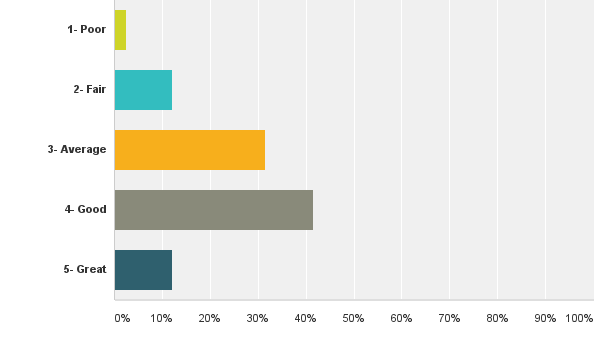 1- Poor
2- Fair
3- Average
4- Good
5- Great
0% 10% 20% 30% 40% 50% 60% 70% 80% 90% 100%